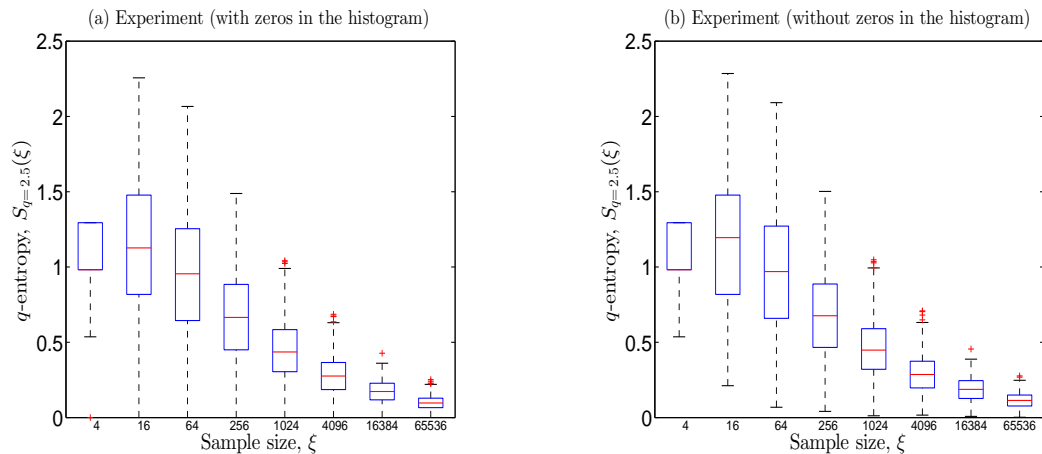 (a) Experiment (with zeros in the histogram)
2.5
2
1.5
1
0.5
0
q-entropy, S_{q=2.5}(ξ)
4 16 64 256 1024 4096 16384 65536
Sample size, ξ
(b) Experiment (without zeros in the histogram)
2.5
2
1.5
1
0.5
0
q-entropy, S_{q=2.5}(ξ)
4 16 64 256 1024 4096 16384 65536
Sample size, ξ